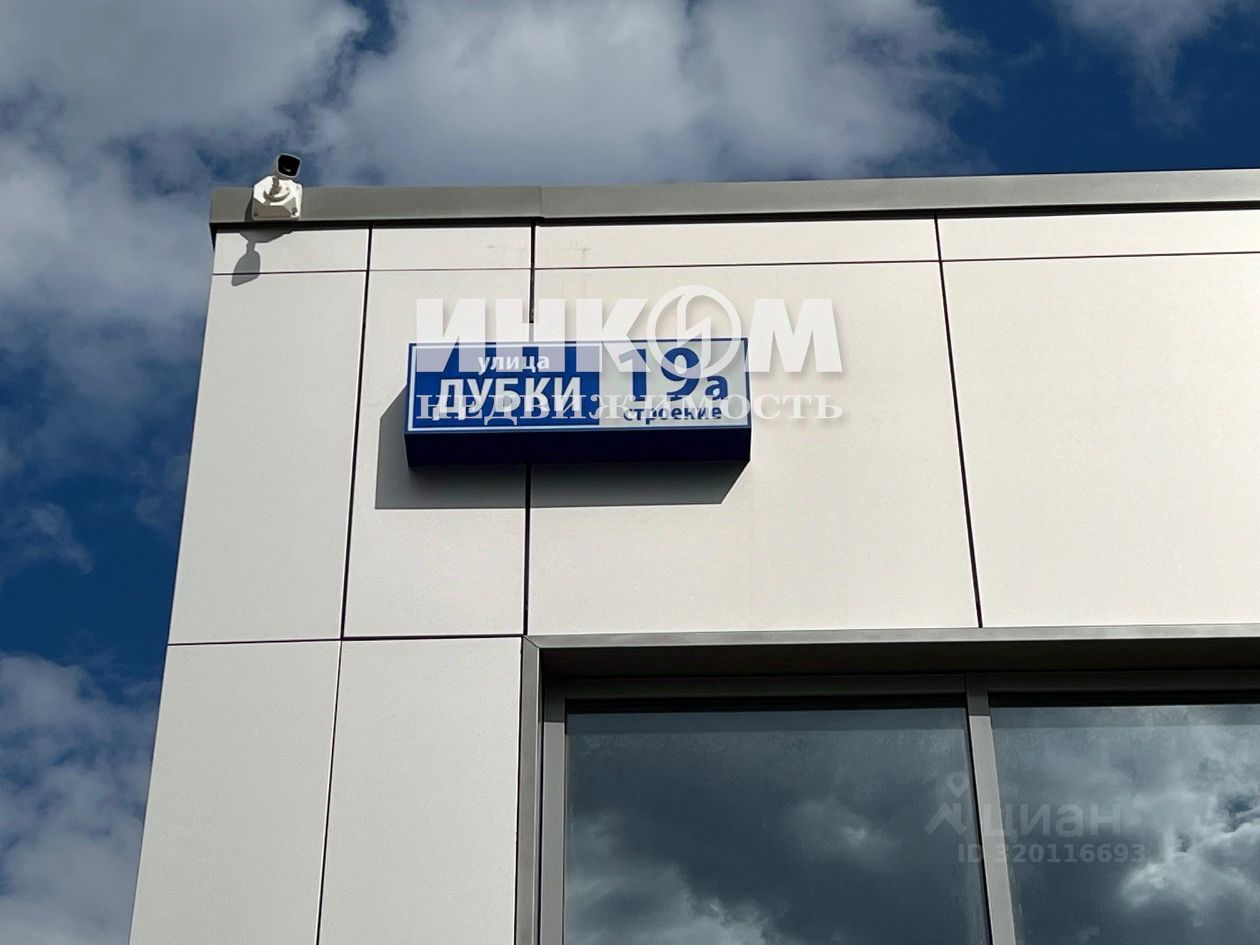 ИНКОМ
недвижимость
улица
ДУБКИ
19а
строение
циан
ID 320116693